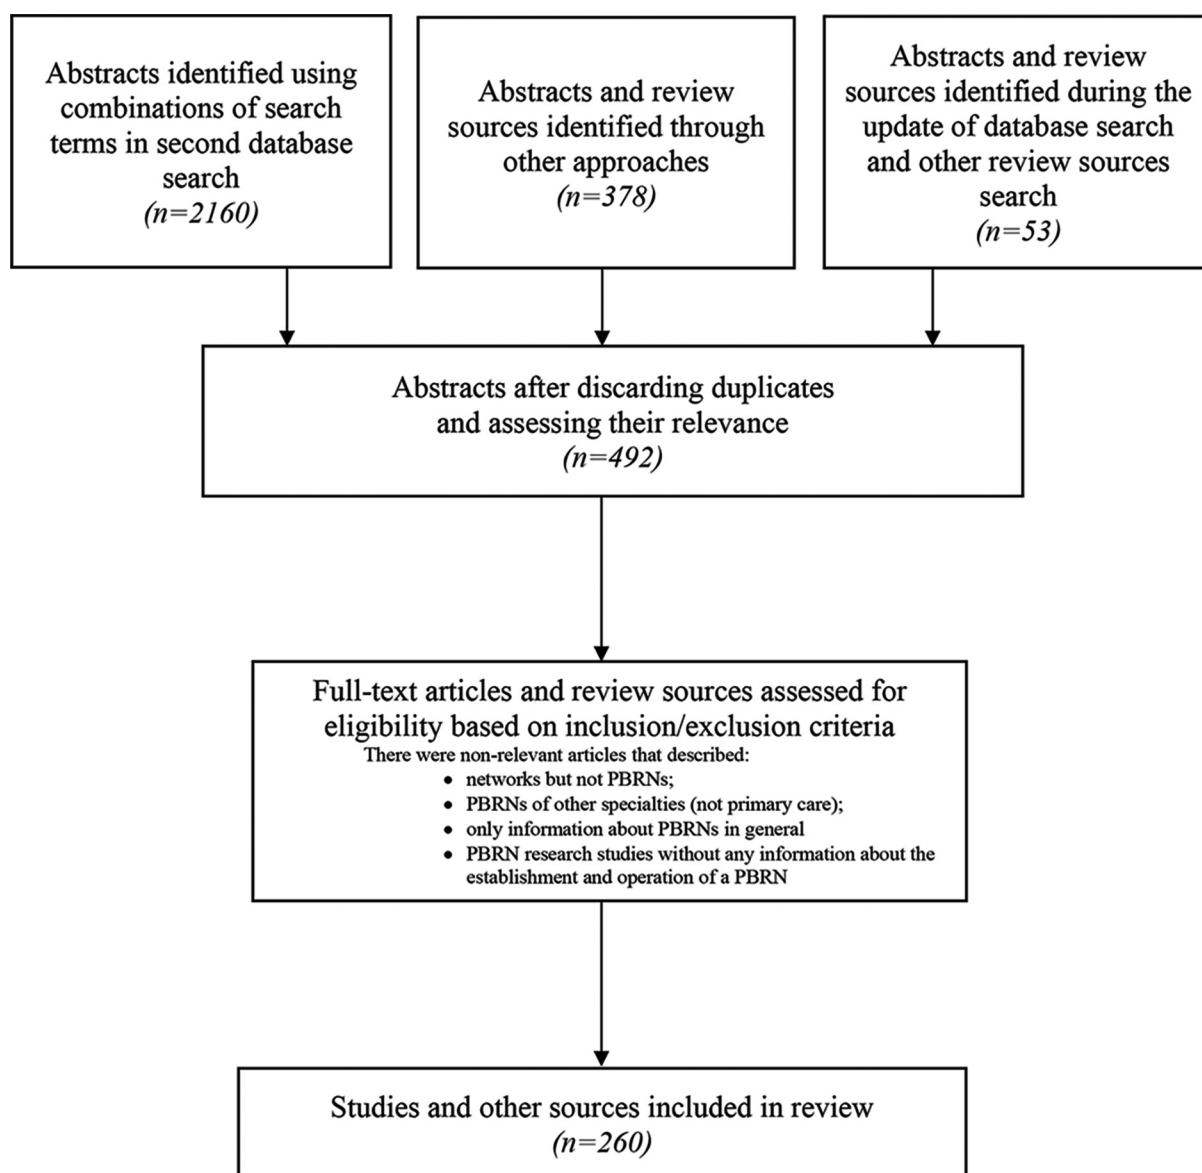 Abstracts identified using
combinations of search
terms in second database
search
(n=2160)
Abstracts and review
sources identified through
other approaches
(n=378)
Abstracts and review
sources identified during the
update of database search
and other review sources
search
(n=53)
Abstracts after discarding duplicates
and assessing their relevance
(n=492)
Full-text articles and review sources assessed for
eligibility based on inclusion/exclusion criteria
There were non-relevant articles that described:
• networks but not PBRNs;
• PBRNs of other specialties (not primary care);
• only information about PBRNs in general
• PBRN research studies without any information about the
establishment and operation of a PBRN
Studies and other sources included in review
(n=260)